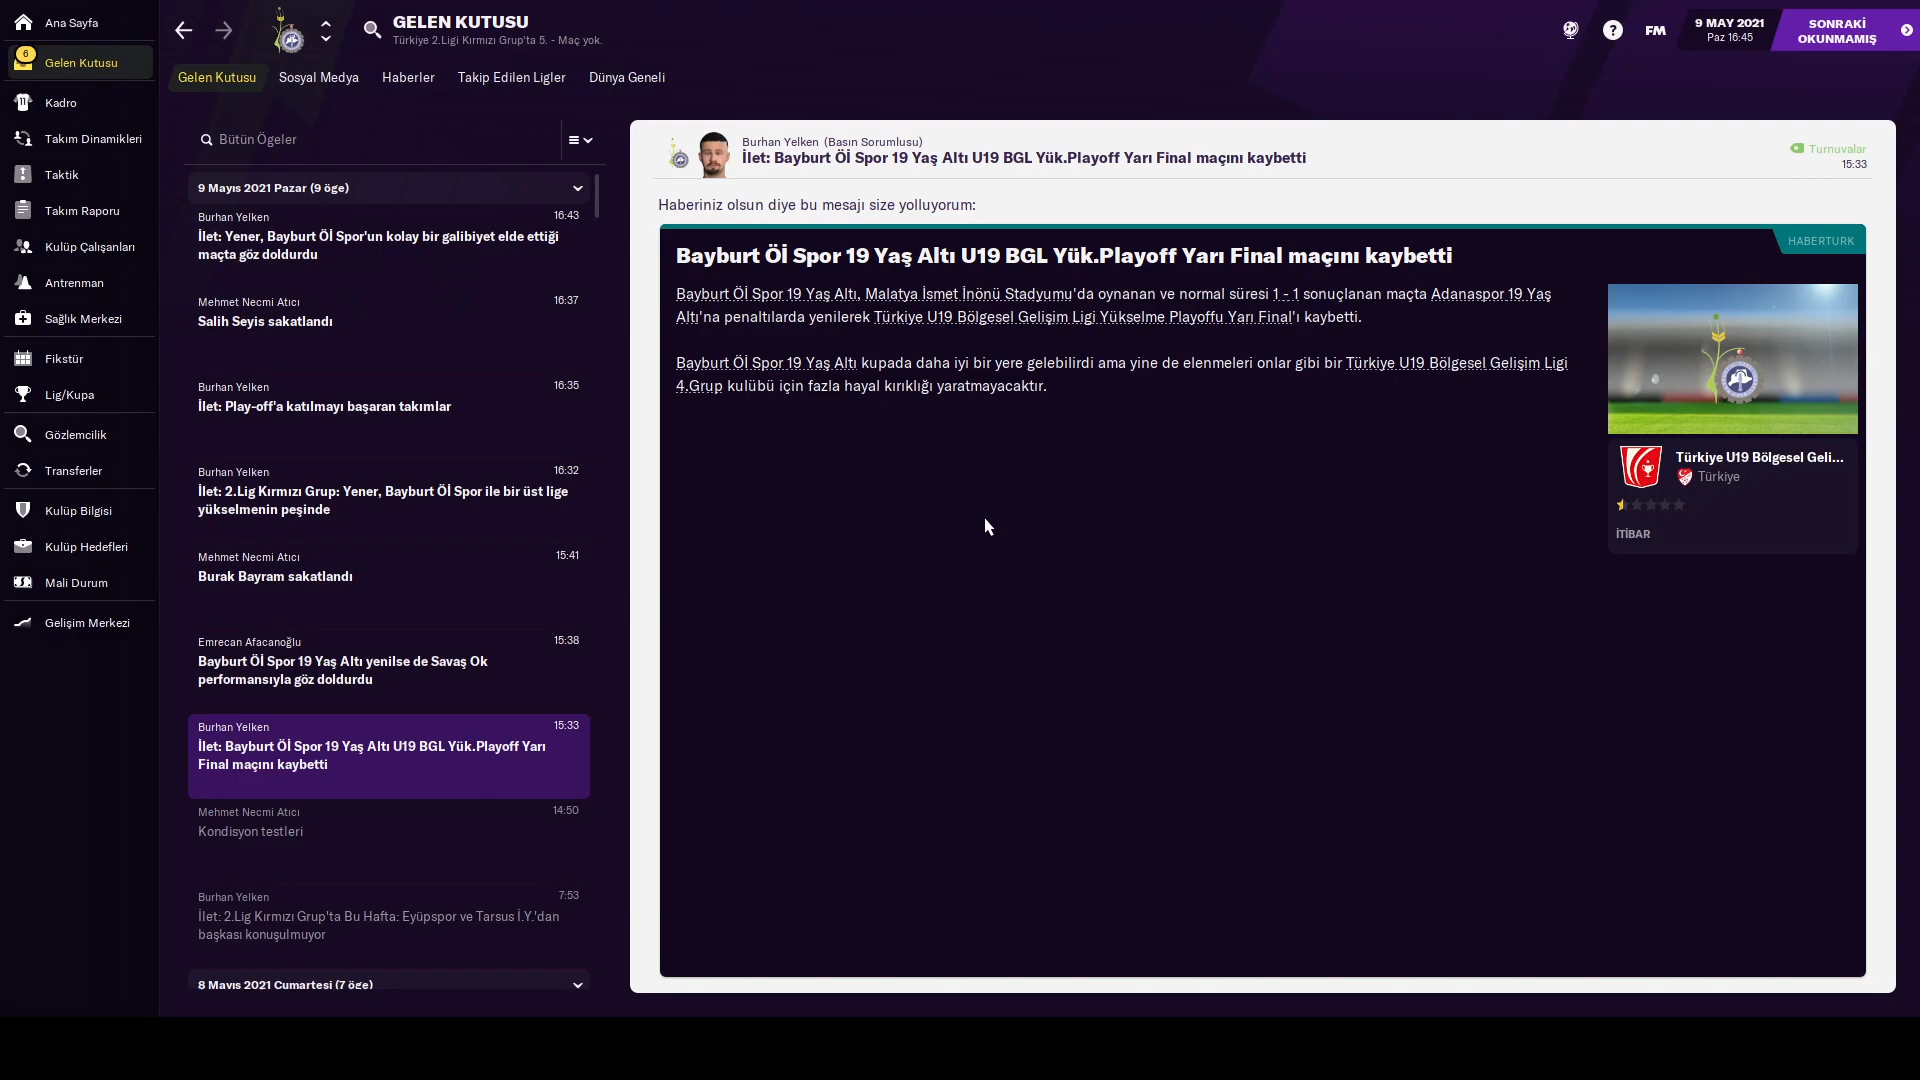 Ana Sayfa
6
Gelen Kutusu
Kadro
Takım Dinamikleri
Taktik
Takım Raporu
Kulüp Çalışanları
Antrenman
Sağlık Merkezi
Fikstür
Lig/Kupa
Gözlemcilik
Transferler
Kulüp Bilgisi
Kulüp Hedefleri
Mali Durum
Gelişim Merkezi
GELEN KUTUSU
Türkiye 2.Ligi Kırmızı Grup'ta 5. - Maç yok.
FM
9 MAY 2021
Paz 16:45
SONRAKİ
OKUNMAMIŞ
Gelen Kutusu
Sosyal Medya
Haberler
Takip Edilen Ligler
Dünya Geneli
Bütün Ögeler
9 Mayıs 2021 Pazar (9 öge)
Burhan Yelken 16:43
İlet: Yener, Bayburt Öİ Spor'un kolay bir galibiyet elde ettiği
maçta göz doldurdu
Mehmet Necmi Atıcı 16:37
Salih Seyis sakatlandı
Burhan Yelken 16:35
İlet: Play-off'a katılmayı başaran takımlar
Burhan Yelken 16:32
İlet: 2.Lig Kırmızı Grup: Yener, Bayburt Öİ Spor ile bir üst lige
yükselmenin peşinde
Mehmet Necmi Atıcı 15:41
Burak Bayram sakatlandı
Emrecan Afacanoğlu 15:38
Bayburt Öİ Spor 19 Yaş Altı yenilse de Savaş Ok
performansıyla göz doldurdu
Burhan Yelken 15:33
İlet: Bayburt Öİ Spor 19 Yaş Altı U19 BGL Yük.Playoff Yarı
Final maçını kaybetti
Mehmet Necmi Atıcı 14:50
Kondisyon testleri
Burhan Yelken 7:53
İlet: 2.Lig Kırmızı Grup'ta Bu Hafta: Eyüpspor ve Tarsus İ.Y.'dan
başkası konuşulmuyor
8 Mayıs 2021 Cumartesi (7 öge)
Burhan Yelken (Basın Sorumlusu)
İlet: Bayburt Öİ Spor 19 Yaş Altı U19 BGL Yük.Playoff Yarı Final maçını kaybetti
Turnuvalar
15:33
Haberiniz olsun diye bu mesajı size yolluyorum:
HABERTURK
Bayburt Öİ Spor 19 Yaş Altı U19 BGL Yük.Playoff Yarı Final maçını kaybetti
Bayburt Öİ Spor 19 Yaş Altı, Malatya İsmet İnönü Stadyumu'da oynanan ve normal süresi 1 - 1 sonuçlanan maçta Adanaspor 19 Yaş
Altı'na penaltılarda yenilerek Türkiye U19 Bölgesel Gelişim Ligi Yükselme Playoffu Yarı Final'ı kaybetti.
Bayburt Öİ Spor 19 Yaş Altı kupada daha iyi bir yere gelebilirdi ama yine de elenmeleri onlar gibi bir Türkiye U19 Bölgesel Gelişim Ligi
4.Grup kulübü için fazla hayal kırıklığı yaratmayacaktır.
Türkiye U19 Bölgesel Geli...
Türkiye
İTİBAR